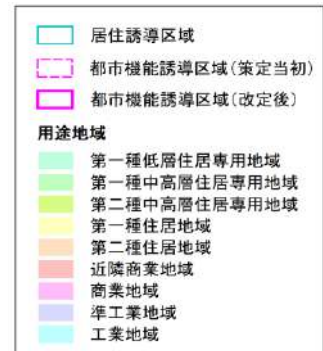 居住誘導区域
都市機能誘導区域(策定当初)
都市機能誘導区域(改定後)
用途地域
第一種低層住居専用地域
第一種中高層住居専用地域
第二種中高層住居専用地域
第一種住居地域
第二種住居地域
近隣商業地域
商業地域
準工業地域
工業地域